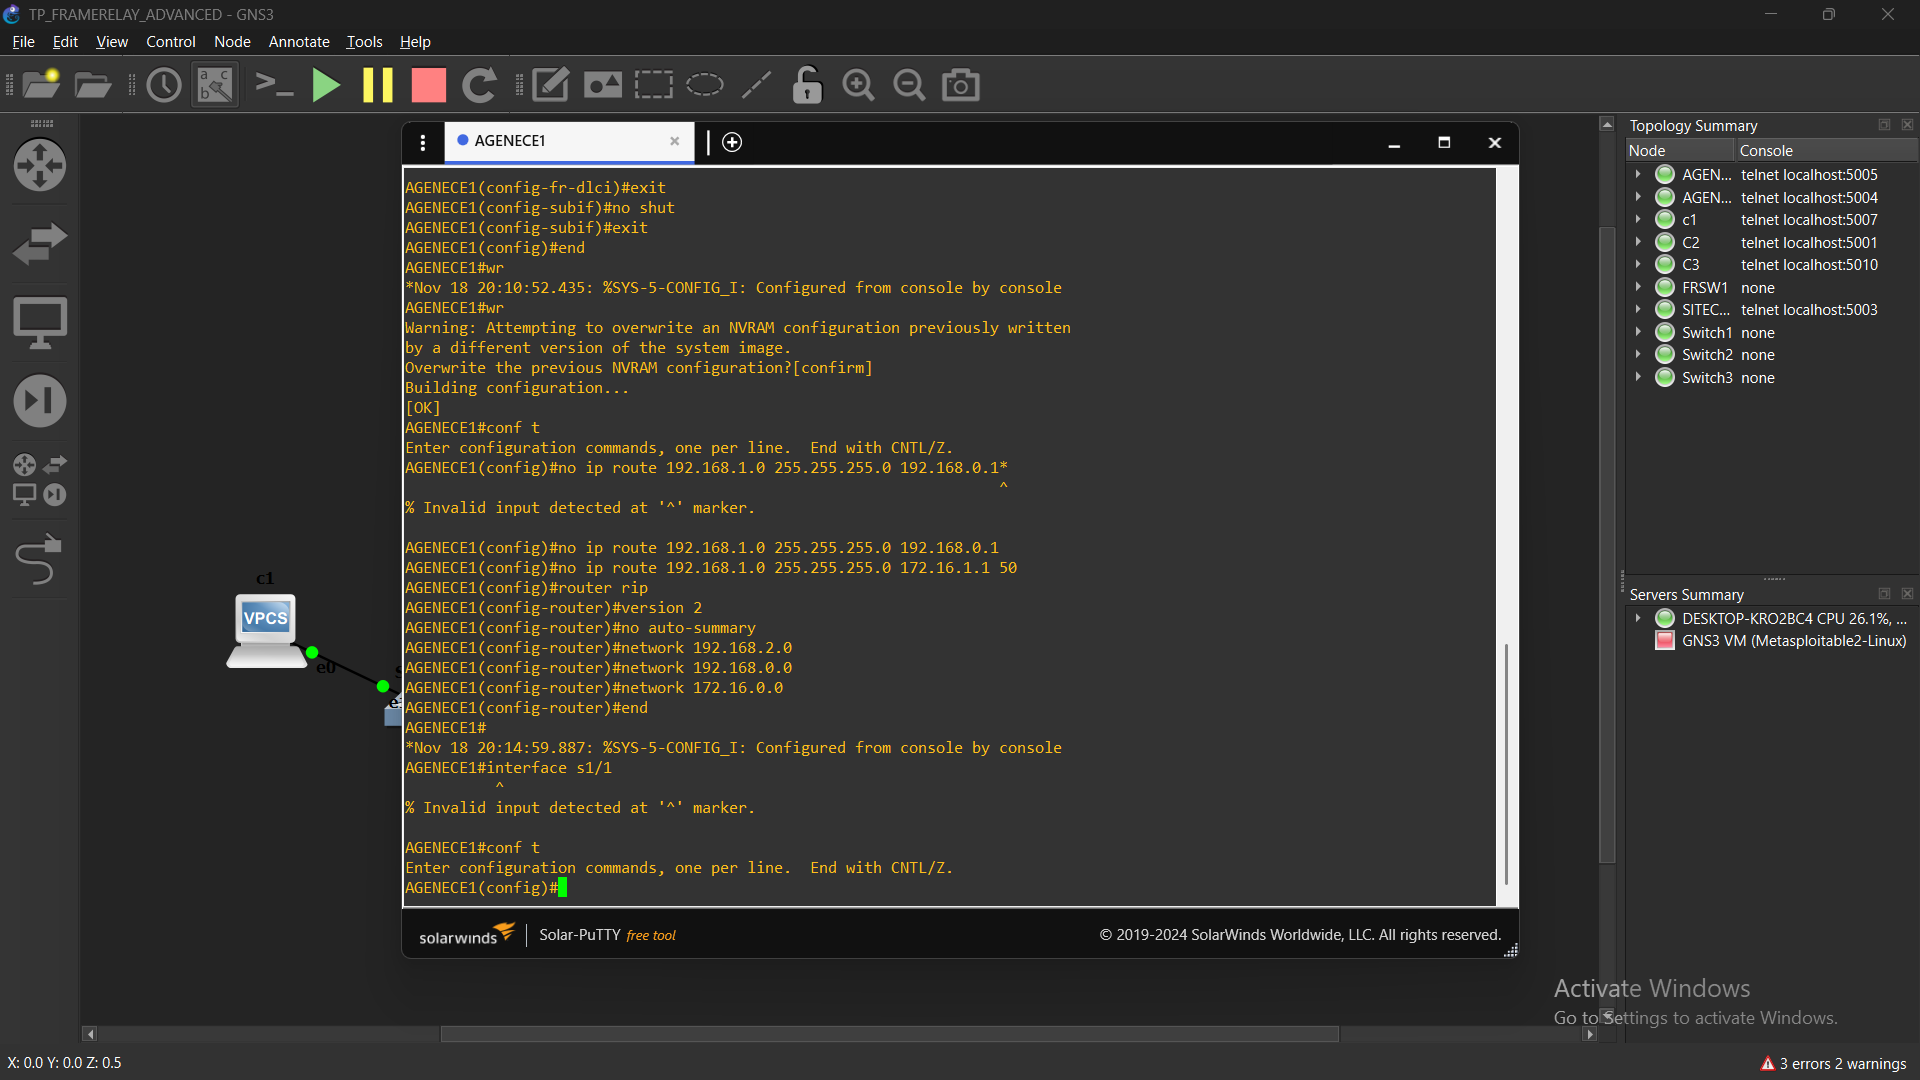 TP_FRAMERELAY_ADVANCED - GNS3
File Edit View Control Node Annotate Tools Help
AGENECE1
AGENECE1(config-fr-dlci)#exit
AGENECE1(config-subif)#no shut
AGENECE1(config-subif)#exit
AGENECE1(config)#end
AGENECE1#wr
*Nov 18 20:10:52.435: %SYS-5-CONFIG_I: Configured from console by console
AGENECE1#wr
Warning: Attempting to overwrite an NVRAM configuration previously written
by a different version of the system image.
Overwrite the previous NVRAM configuration?[confirm]
Building configuration...
[OK]
AGENECE1#conf t
Enter configuration commands, one per line.  End with CNTL/Z.
AGENECE1(config)#no ip route 192.168.1.0 255.255.255.0 192.168.0.1*
^
% Invalid input detected at '^' marker.
AGENECE1(config)#no ip route 192.168.1.0 255.255.255.0 192.168.0.1
AGENECE1(config)#no ip route 192.168.1.0 255.255.255.0 172.16.1.1 50
AGENECE1(config)#router rip
AGENECE1(config-router)#version 2
AGENECE1(config-router)#no auto-summary
AGENECE1(config-router)#network 192.168.2.0
AGENECE1(config-router)#network 192.168.0.0
AGENECE1(config-router)#network 172.16.0.0
AGENECE1(config-router)#end
AGENECE1#
*Nov 18 20:14:59.887: %SYS-5-CONFIG_I: Configured from console by console
AGENECE1#interface s1/1
^
% Invalid input detected at '^' marker.
AGENECE1#conf t
Enter configuration commands, one per line.  End with CNTL/Z.
AGENECE1(config)#
solarwinds
Solar-PuTTY free tool
© 2019-2024 SolarWinds Worldwide, LLC. All rights reserved.
c1
VPCS
e0
Topology Summary
Node Console
AGEN... telnet localhost:5005
AGEN... telnet localhost:5004
c1 telnet localhost:5007
C2 telnet localhost:5001
C3 telnet localhost:5010
FRSW1 none
SITEC... telnet localhost:5003
Switch1 none
Switch2 none
Switch3 none
Servers Summary
DESKTOP-KRO2BC4 CPU 26.1%, ...
GNS3 VM (Metasploitable2-Linux)
Activate Windows
Go to Settings to activate Windows.
X: 0.0 Y: 0.0 Z: 0.5
3 errors 2 warnings